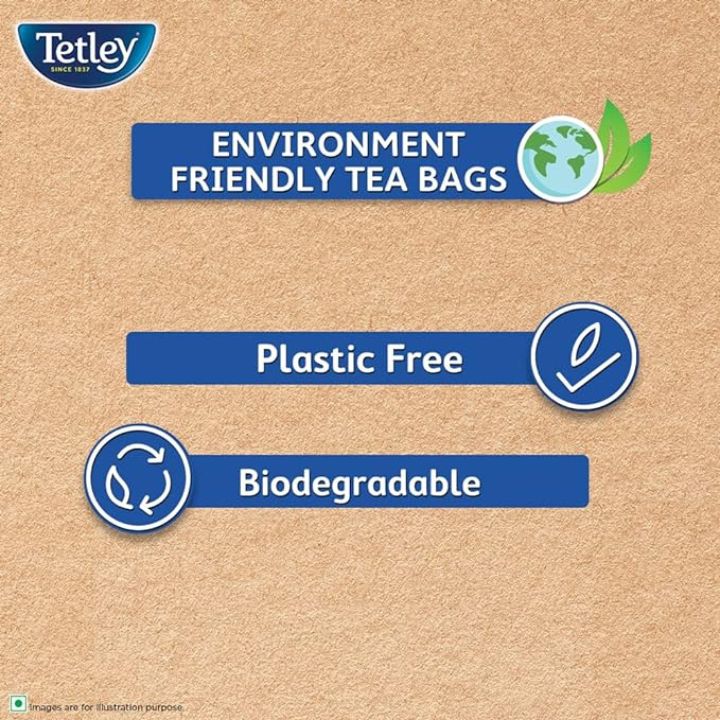 Tetley
SINCE 1837
ENVIRONMENT
FRIENDLY TEA BAGS
Plastic Free
Biodegradable
Images are for illustration purpose